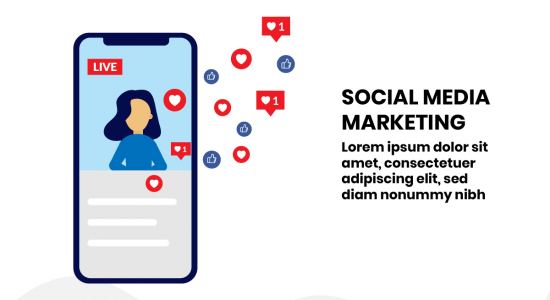 1
LIVE
1
1
SOCIAL MEDIA
MARKETING
Lorem ipsum dolor sit
amet, consectetuer
adipiscing elit, sed
diam nonummy nibh